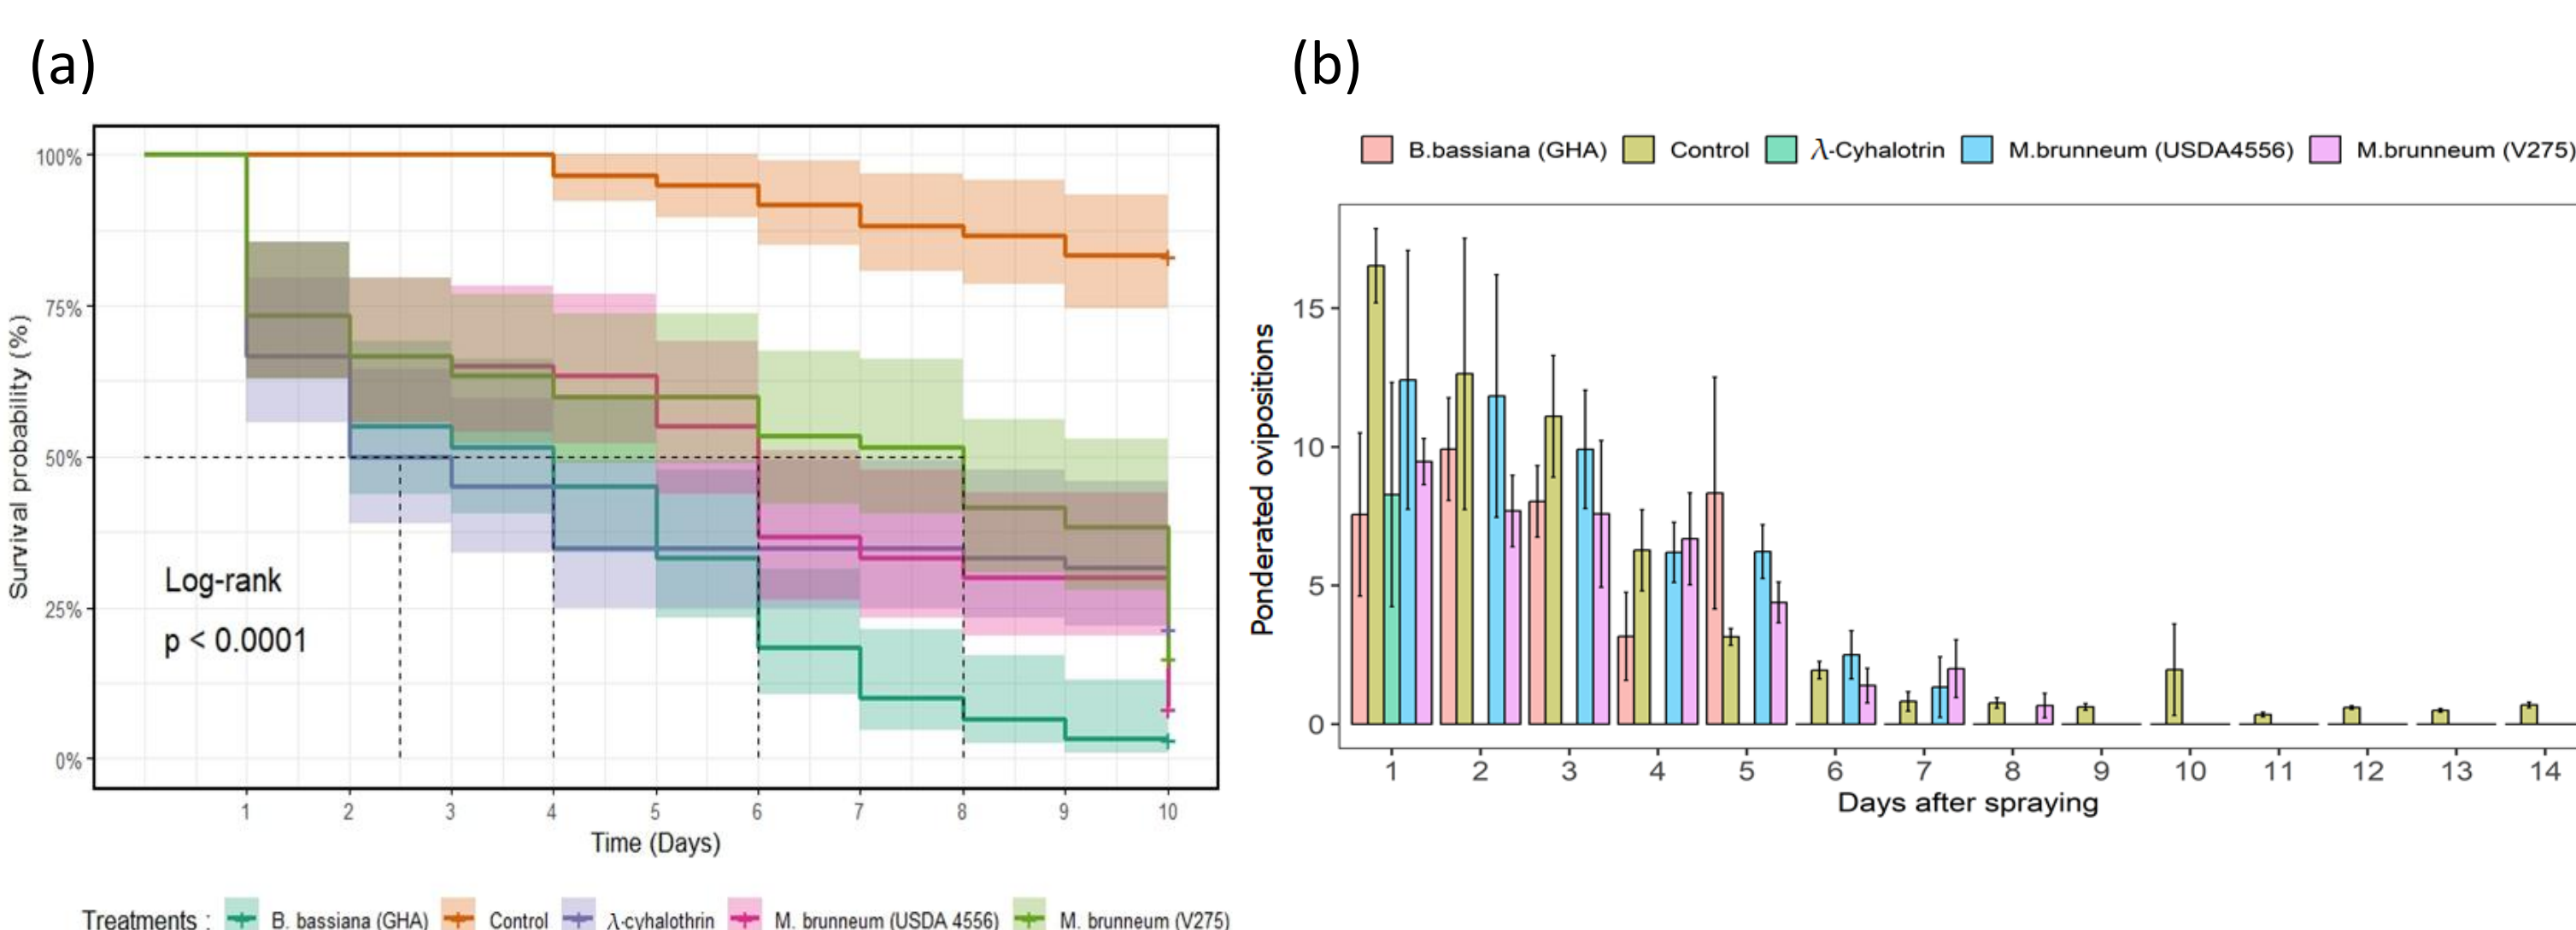 (a)
100%
75%
50%
25%
0%
Survival probability (%)
Log-rank
p < 0.0001
1 2 3 4 5 6 7 8 9 10
Time (Days)
Treatments : B. bassiana (GHA) Control λ-cyhalothrin M. brunneum (USDA 4556) M. brunneum (V275)
(b)
B.bassiana (GHA) Control λ-Cyhalotrin M.brunneum (USDA4556) M.brunneum (V275)
15
10
5
0
Ponderated ovipositions
1 2 3 4 5 6 7 8 9 10 11 12 13 14
Days after spraying